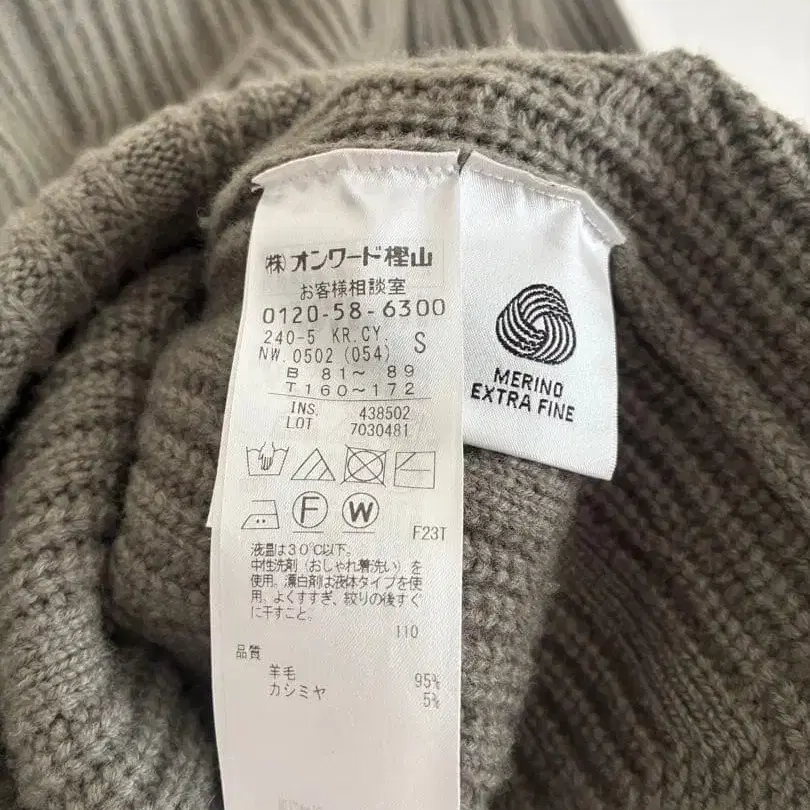 (株)オンワード樫山
お客様相談室
0120-58-6300
240-5 KR.CY. S
NW.0502 (054)
B 81～ 89
T 160～172
INS. 438502
LOT 7030481
F W
F23T
液温は30℃以下。
中性洗剤（おしゃれ着洗い）を
使用。漂白剤は液体タイプを使
用。よくすすぎ、絞りの後すぐ
に干すこと。
110
品質
羊毛 95%
カシミヤ 5%
MERINO
EXTRA FINE